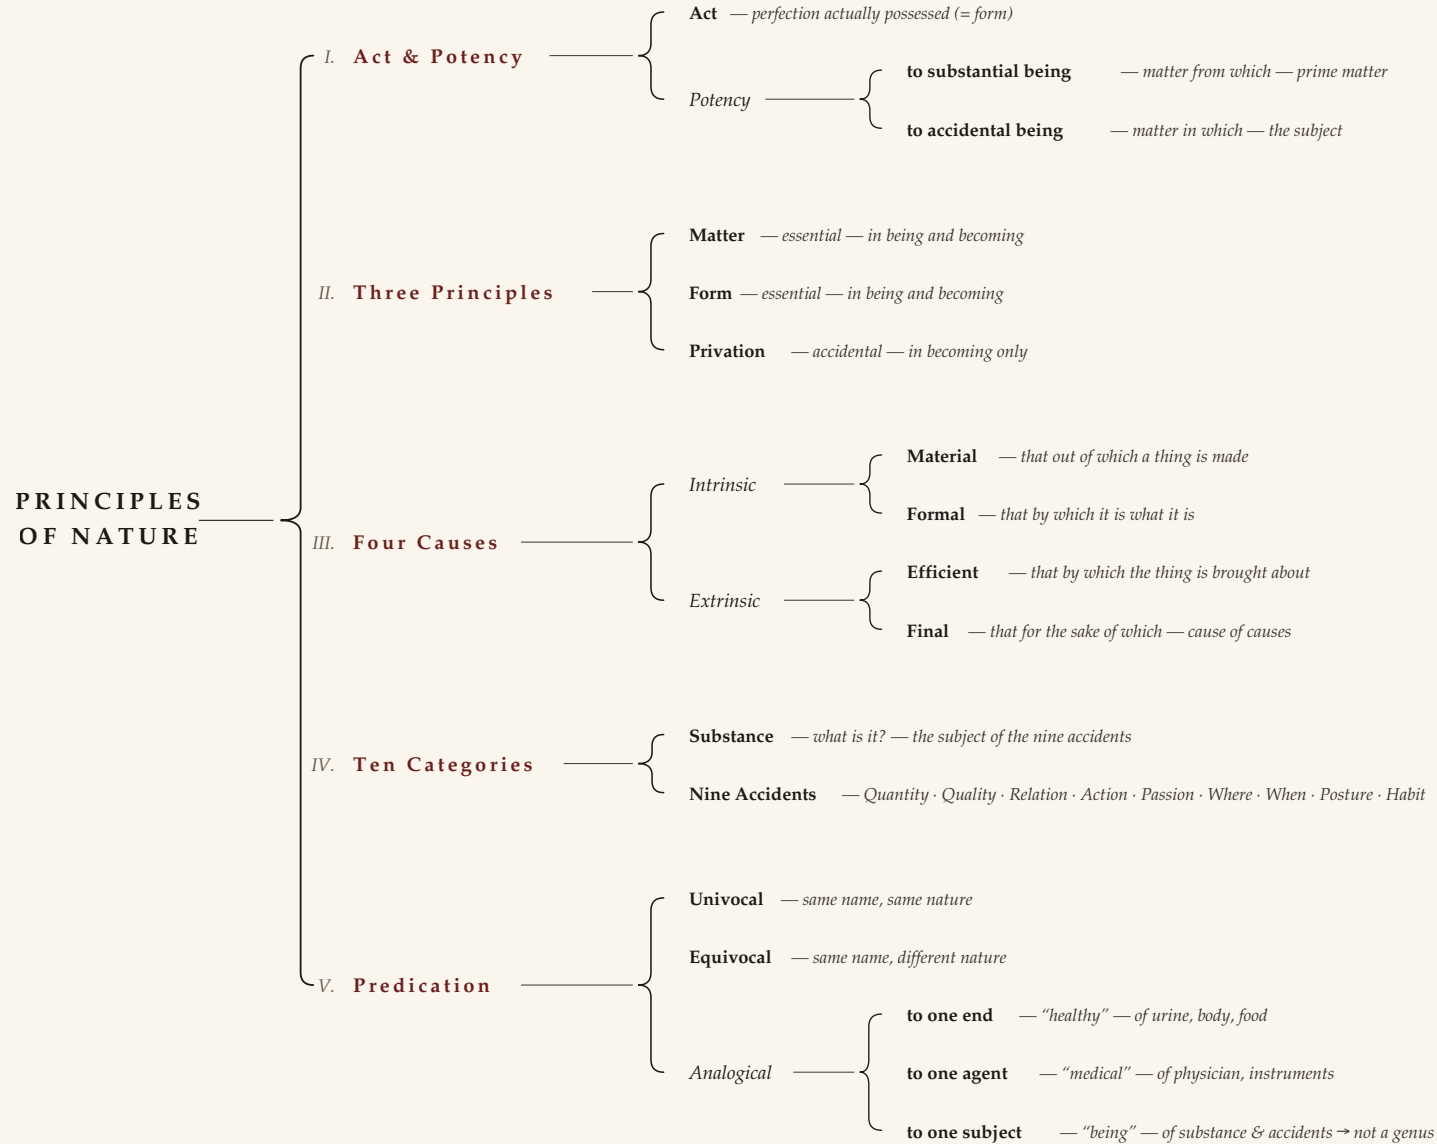 PRINCIPLES
OF NATURE
I. Act & Potency
Act — perfection actually possessed (= form)
Potency
to substantial being — matter from which — prime matter
to accidental being — matter in which — the subject
II. Three Principles
Matter — essential — in being and becoming
Form — essential — in being and becoming
Privation — accidental — in becoming only
III. Four Causes
Intrinsic
Material — that out of which a thing is made
Formal — that by which it is what it is
Extrinsic
Efficient — that by which the thing is brought about
Final — that for the sake of which — cause of causes
IV. Ten Categories
Substance — what is it? — the subject of the nine accidents
Nine Accidents — Quantity · Quality · Relation · Action · Passion · Where · When · Posture · Habit
V. Predication
Univocal — same name, same nature
Equivocal — same name, different nature
Analogical
to one end — “healthy” — of urine, body, food
to one agent — “medical” — of physician, instruments
to one subject — “being” — of substance & accidents → not a genus